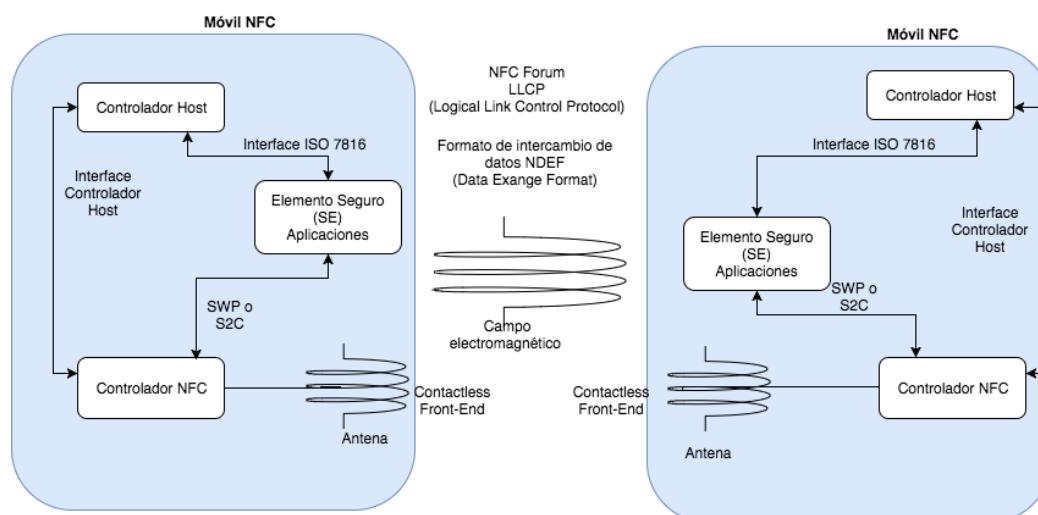 Móvil NFC
Controlador Host
Interface ISO 7816
Interface
Controlador
Host
Elemento Seguro
(SE)
Aplicaciones
SWP o
S2C
Controlador NFC
Contactless
Front-End
Antena
NFC Forum
LLCP
(Logical Link Control Protocol)
Formato de intercambio de
datos NDEF
(Data Exange Format)
Campo
electromagnético
Móvil NFC
Controlador Host
Interface ISO 7816
Interface
Controlador
Host
Elemento Seguro
(SE)
Aplicaciones
SWP o
S2C
Contactless
Front-End
Controlador NFC
Antena